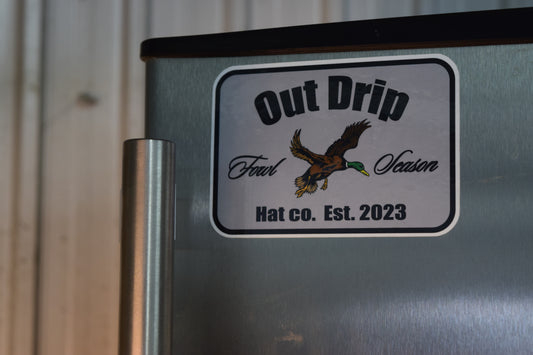 Out Drip
Fowl Season
Hat co. Est. 2023